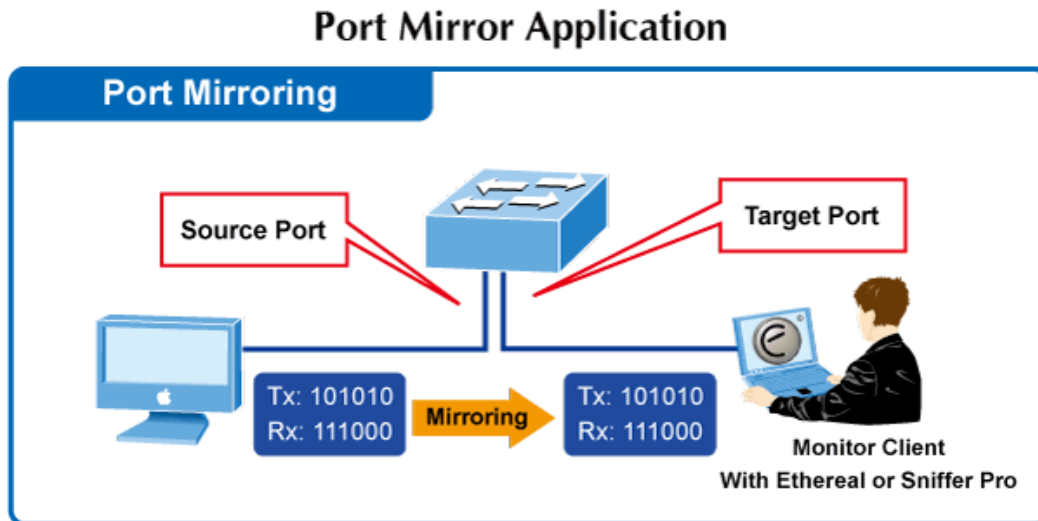 Port Mirror Application
Port Mirroring
Source Port
Target Port
Tx: 101010
Rx: 111000
Mirroring
Tx: 101010
Rx: 111000
Monitor Client
With Ethereal or Sniffer Pro
e